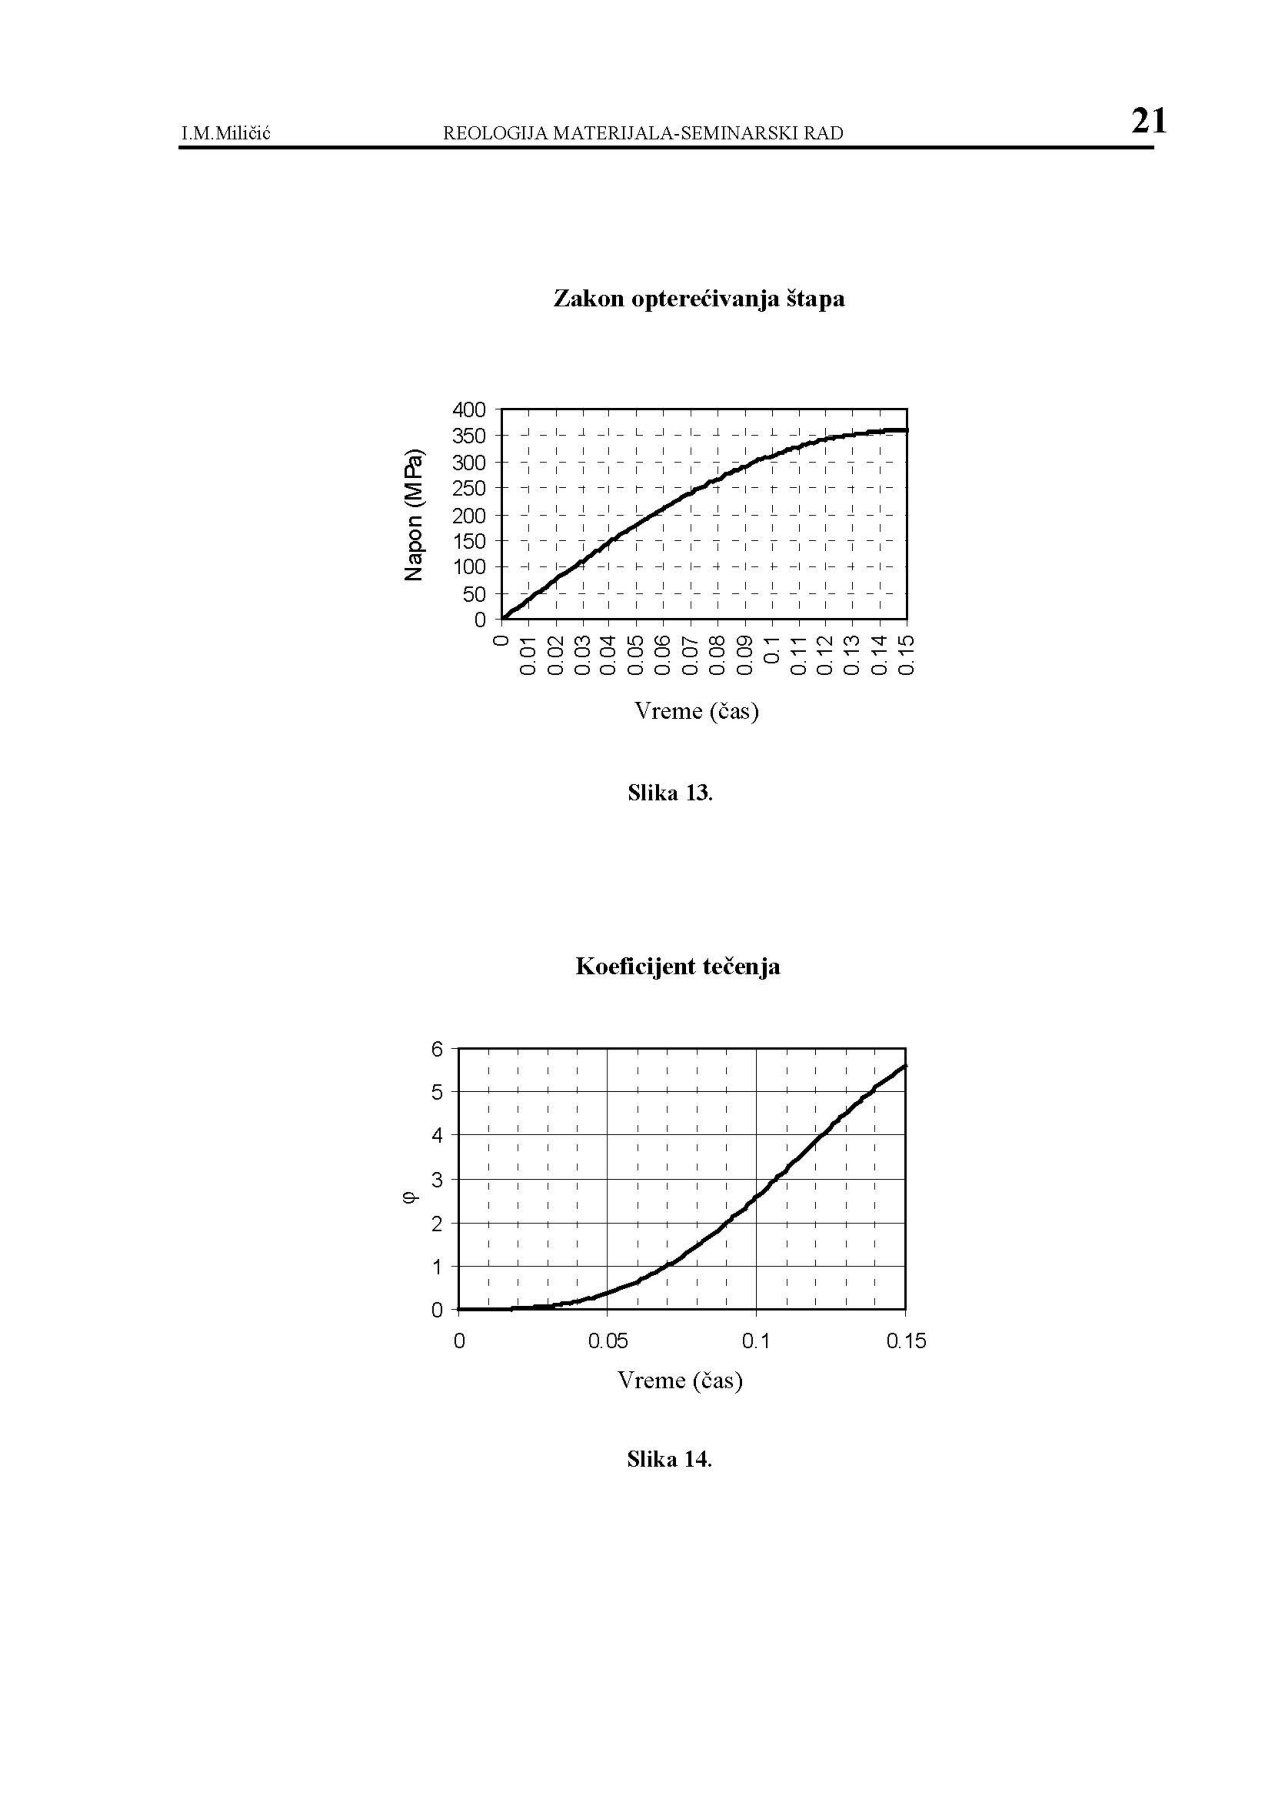 I.M.Miličić REOLOGIJA MATERIJALA-SEMINARSKI RAD 21
Zakon opterećivanja štapa
400
350
300
250
200
150
100
50
0
Napon (MPa)
0 0.01 0.02 0.03 0.04 0.05 0.06 0.07 0.08 0.09 0.1 0.11 0.12 0.13 0.14 0.15
Vreme (čas)
Slika 13.
Koeficijent tečenja
6
5
4
3
2
1
0
φ
0 0.05 0.1 0.15
Vreme (čas)
Slika 14.